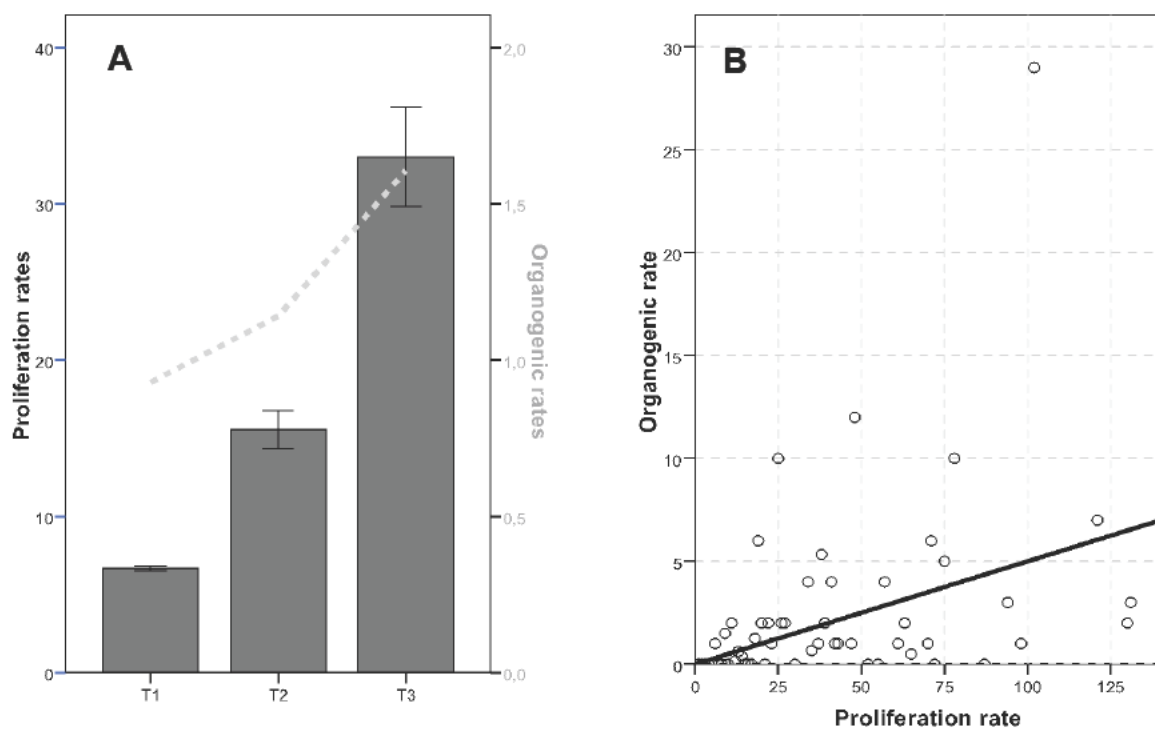 A
40
30
20
10
0
Proliferation rates
2,0
1,5
1,0
0,5
0,0
Organogenic rates
T1 T2 T3
B
30
25
20
15
10
5
0
Organogenic rate
0 25 50 75 100 125
Proliferation rate